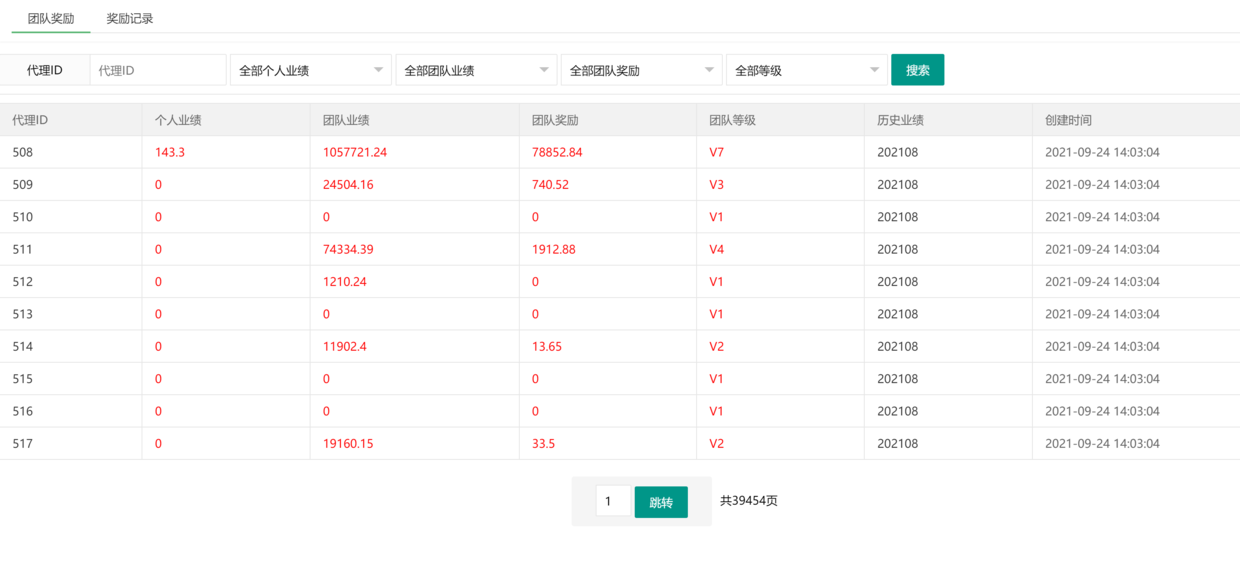 团队奖励 奖励记录
代理ID 代理ID 全部个人业绩 全部团队业绩 全部团队奖励 全部等级 搜索
代理ID 个人业绩 团队业绩 团队奖励 团队等级 历史业绩 创建时间
508 143.3 1057721.24 78852.84 V7 202108 2021-09-24 14:03:04
509 0 24504.16 740.52 V3 202108 2021-09-24 14:03:04
510 0 0 0 V1 202108 2021-09-24 14:03:04
511 0 74334.39 1912.88 V4 202108 2021-09-24 14:03:04
512 0 1210.24 0 V1 202108 2021-09-24 14:03:04
513 0 0 0 V1 202108 2021-09-24 14:03:04
514 0 11902.4 13.65 V2 202108 2021-09-24 14:03:04
515 0 0 0 V1 202108 2021-09-24 14:03:04
516 0 0 0 V1 202108 2021-09-24 14:03:04
517 0 19160.15 33.5 V2 202108 2021-09-24 14:03:04
1 跳转 共39454页